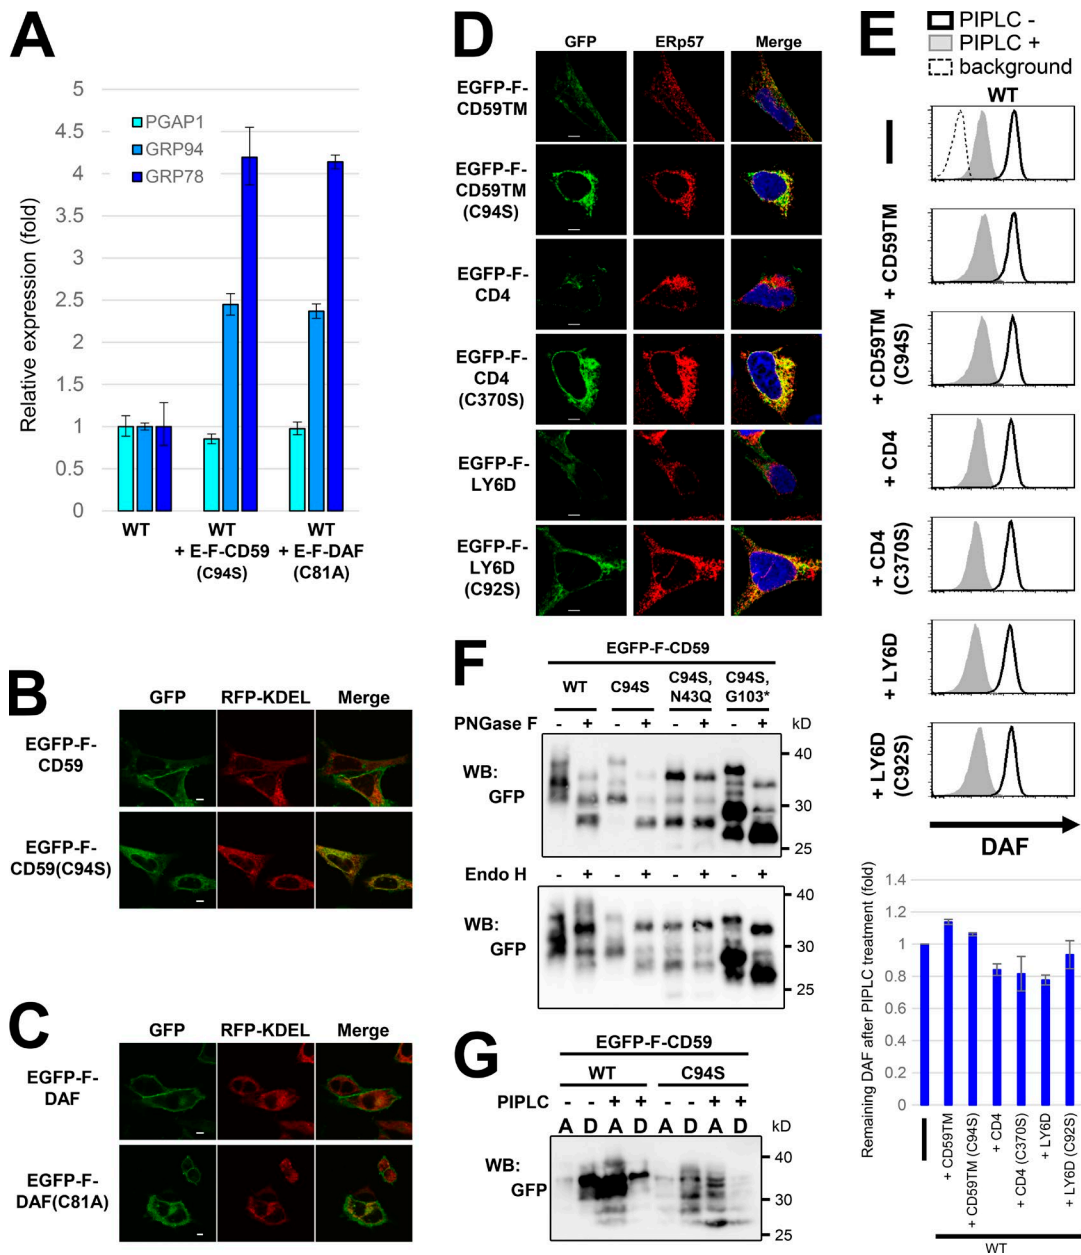 A
5
4.5
4
3.5
3
2.5
2
1.5
1
0.5
0
Relative expression (fold)
PGAP1
GRP94
GRP78
WT
WT
+ E-F-CD59
(C94S)
WT
+ E-F-DAF
(C81A)
B
GFP
RFP-KDEL
Merge
EGFP-F-
CD59
EGFP-F-
CD59(C94S)
C
GFP
RFP-KDEL
Merge
EGFP-F-
DAF
EGFP-F-
DAF(C81A)
D
GFP
ERp57
Merge
EGFP-F-
CD59TM
EGFP-F-
CD59TM
(C94S)
EGFP-F-
CD4
EGFP-F-
CD4
(C370S)
EGFP-F-
LY6D
EGFP-F-
LY6D
(C92S)
E
PIPLC -
PIPLC +
background
WT
+ CD59TM
+ CD59TM
(C94S)
+ CD4
+ CD4
(C370S)
+ LY6D
+ LY6D
(C92S)
DAF
Remaining DAF after PIPLC treatment (fold)
1.4
1.2
1
0.8
0.6
0.4
0.2
0
+ CD59TM
+ CD59TM (C94S)
+ CD4
+ CD4 (C370S)
+ LY6D
+ LY6D (C92S)
WT
F
EGFP-F-CD59
WT
C94S
C94S,
N43Q
C94S,
G103*
PNGase F - + - + - + - + kD
WB:
GFP
40
30
25
Endo H - + - + - + - +
WB:
GFP
40
30
25
G
EGFP-F-CD59
WT
C94S
PIPLC - - + + - - + +
A D A D A D A D kD
WB:
GFP
40
30
25